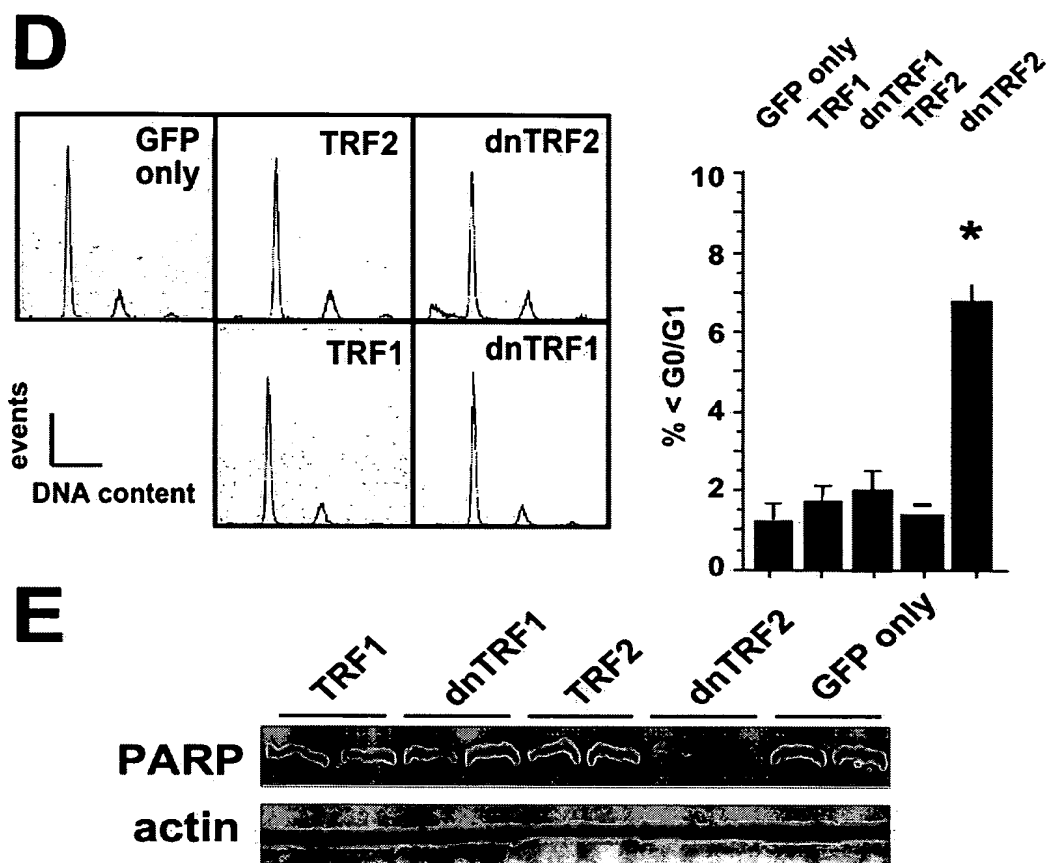 D
GFP only
TRF2
dnTRF2
TRF1
dnTRF1
events
DNA content
GFP only
TRF1
dnTRF1
TRF2
dnTRF2
10
8
6
4
2
0
% < G0/G1
*
E
TRF1
dnTRF1
TRF2
dnTRF2
GFP only
PARP
actin